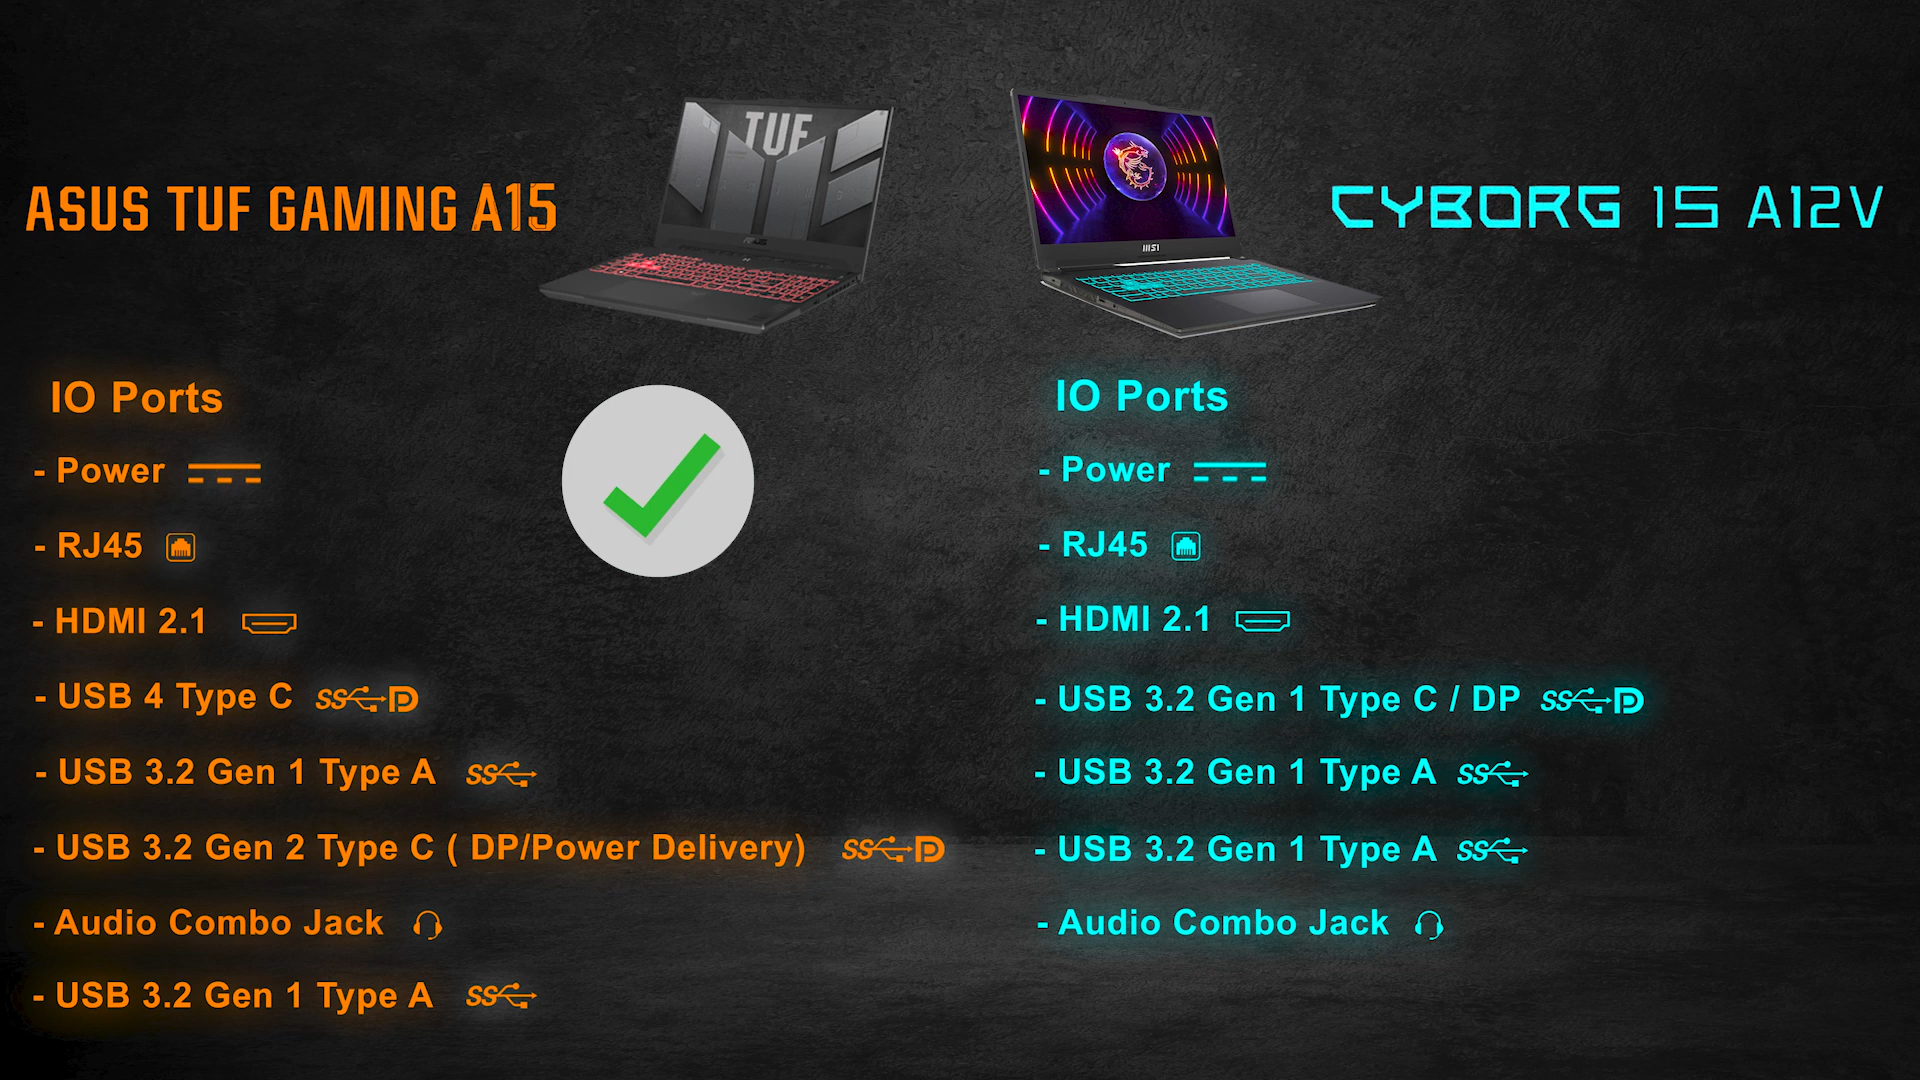 TUF
ASUS TUF GAMING A15
CYBORG 15 A12V
msi
IO Ports
- Power
- RJ45
- HDMI 2.1
- USB 4 Type C
- USB 3.2 Gen 1 Type A
- USB 3.2 Gen 2 Type C ( DP/Power Delivery)
- Audio Combo Jack
- USB 3.2 Gen 1 Type A
IO Ports
- Power
- RJ45
- HDMI 2.1
- USB 3.2 Gen 1 Type C / DP
- USB 3.2 Gen 1 Type A
- USB 3.2 Gen 1 Type A
- Audio Combo Jack